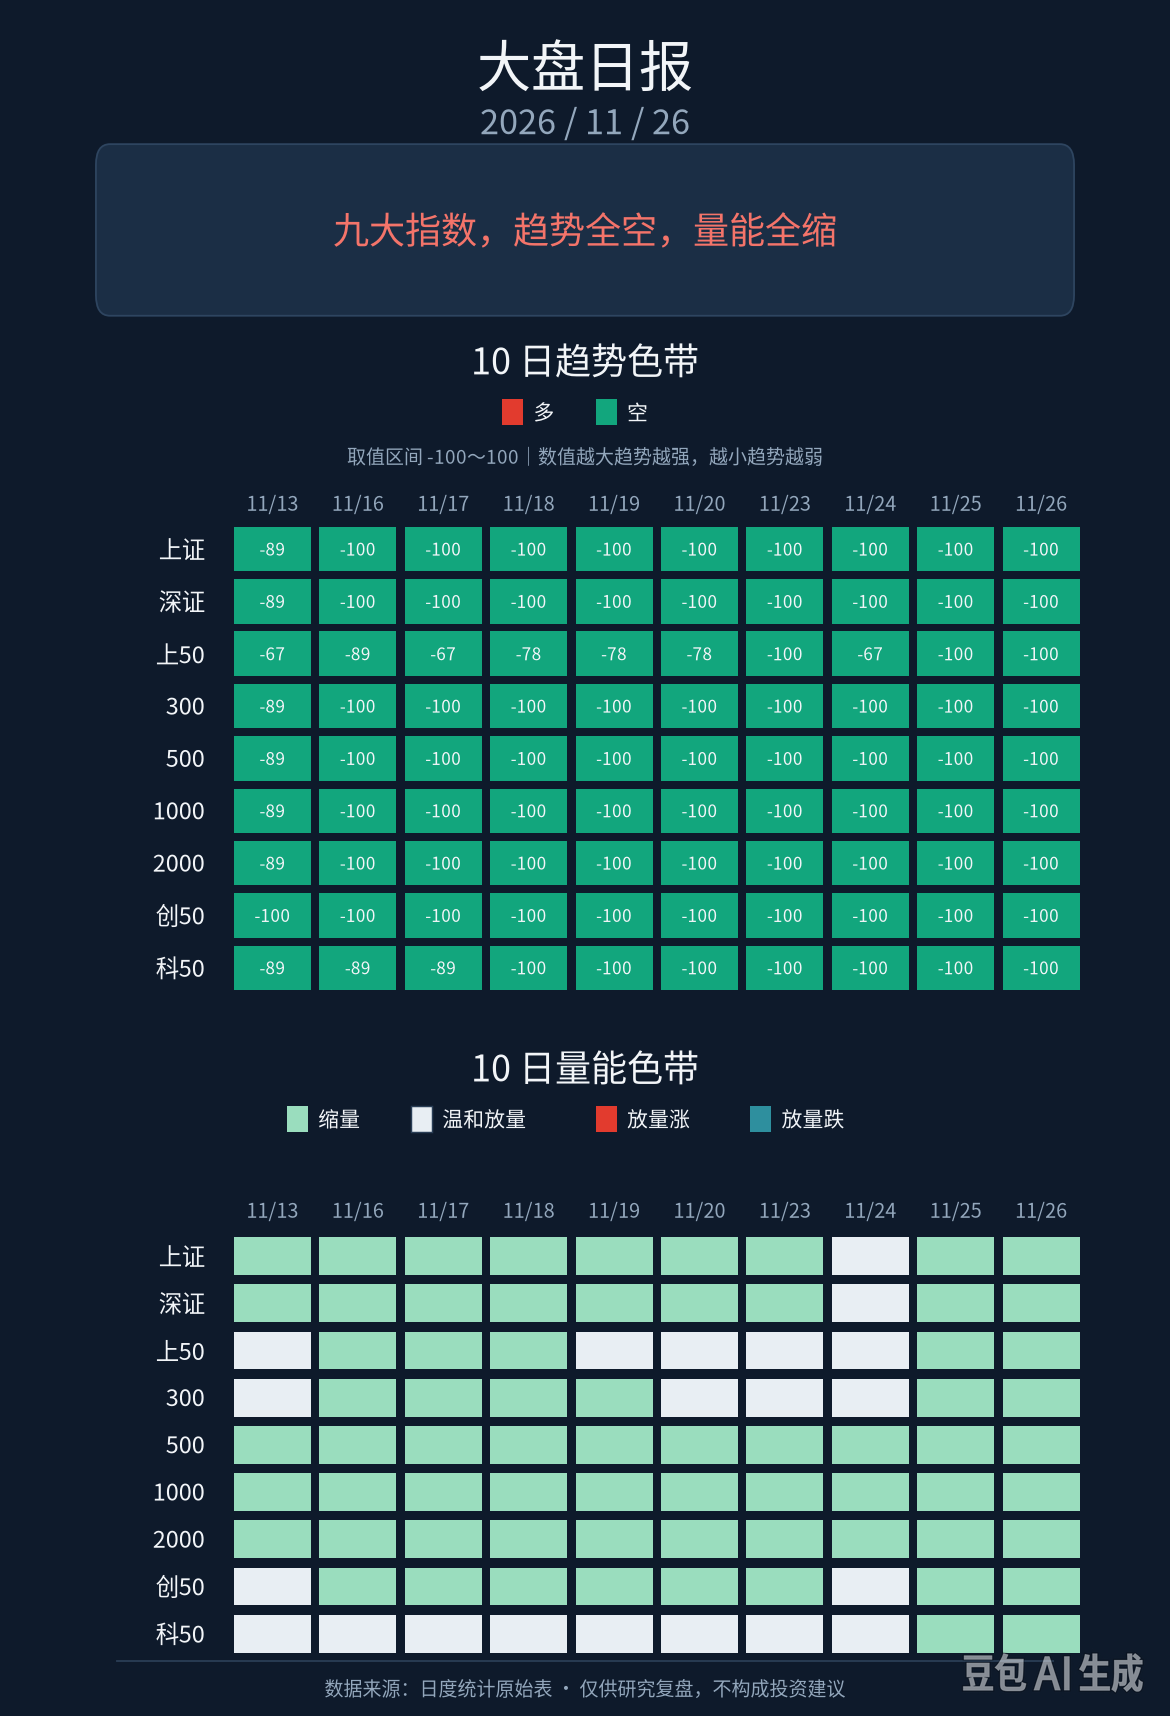 大盘日报
2026 / 11 / 26
九大指数，趋势全空，量能全缩
10 日趋势色带
多 空
取值区间 -100～100｜数值越大趋势越强，越小趋势越弱
11/13 11/16 11/17 11/18 11/19 11/20 11/23 11/24 11/25 11/26
上证 -89 -100 -100 -100 -100 -100 -100 -100 -100 -100
深证 -89 -100 -100 -100 -100 -100 -100 -100 -100 -100
上50 -67 -89 -67 -78 -78 -78 -100 -67 -100 -100
300 -89 -100 -100 -100 -100 -100 -100 -100 -100 -100
500 -89 -100 -100 -100 -100 -100 -100 -100 -100 -100
1000 -89 -100 -100 -100 -100 -100 -100 -100 -100 -100
2000 -89 -100 -100 -100 -100 -100 -100 -100 -100 -100
创50 -100 -100 -100 -100 -100 -100 -100 -100 -100 -100
科50 -89 -89 -89 -100 -100 -100 -100 -100 -100 -100
10 日量能色带
缩量 温和放量 放量涨 放量跌
11/13 11/16 11/17 11/18 11/19 11/20 11/23 11/24 11/25 11/26
上证
深证
上50
300
500
1000
2000
创50
科50
数据来源：日度统计原始表 • 仅供研究复盘，不构成投资建议
豆包 AI 生成